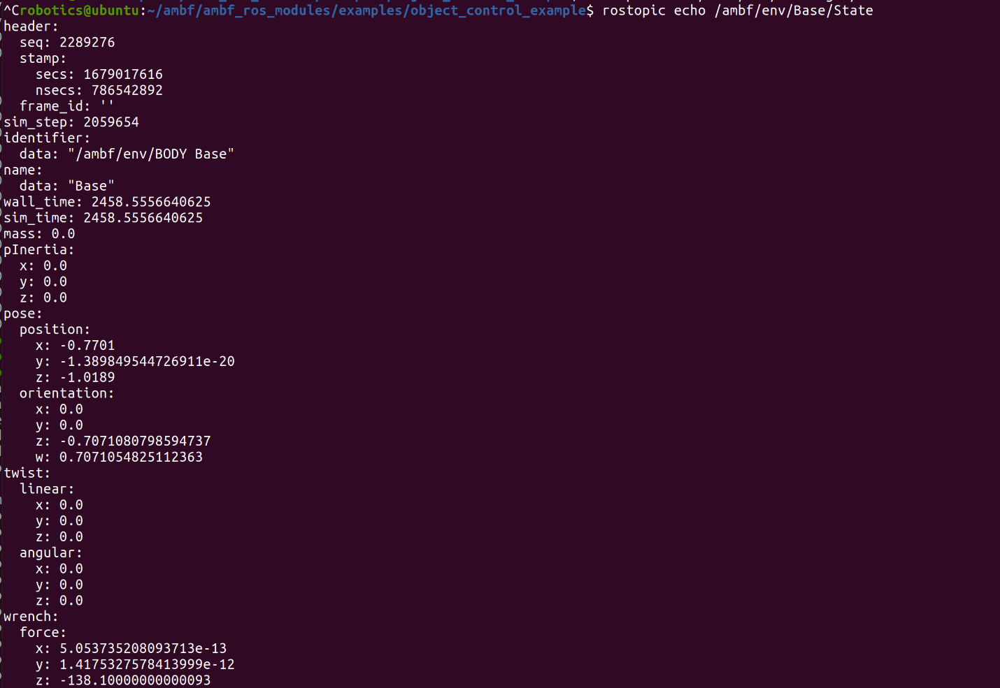 ^Crobotics@ubuntu:~/ambf/ambf_ros_modules/examples/object_control_example$ rostopic echo /ambf/env/Base/State
header:
  seq: 2289276
  stamp:
    secs: 1679017616
    nsecs: 786542892
  frame_id: ''
sim_step: 2059654
identifier:
  data: "/ambf/env/BODY Base"
name:
  data: "Base"
wall_time: 2458.5556640625
sim_time: 2458.5556640625
mass: 0.0
pInertia:
  x: 0.0
  y: 0.0
  z: 0.0
pose:
  position:
    x: -0.7701
    y: -1.389849544726911e-20
    z: -1.0189
  orientation:
    x: 0.0
    y: 0.0
    z: -0.7071080798594737
    w: 0.7071054825112363
twist:
  linear:
    x: 0.0
    y: 0.0
    z: 0.0
  angular:
    x: 0.0
    y: 0.0
    z: 0.0
wrench:
  force:
    x: 5.053735208093713e-13
    y: 1.4175327578413999e-12
    z: -138.10000000000093